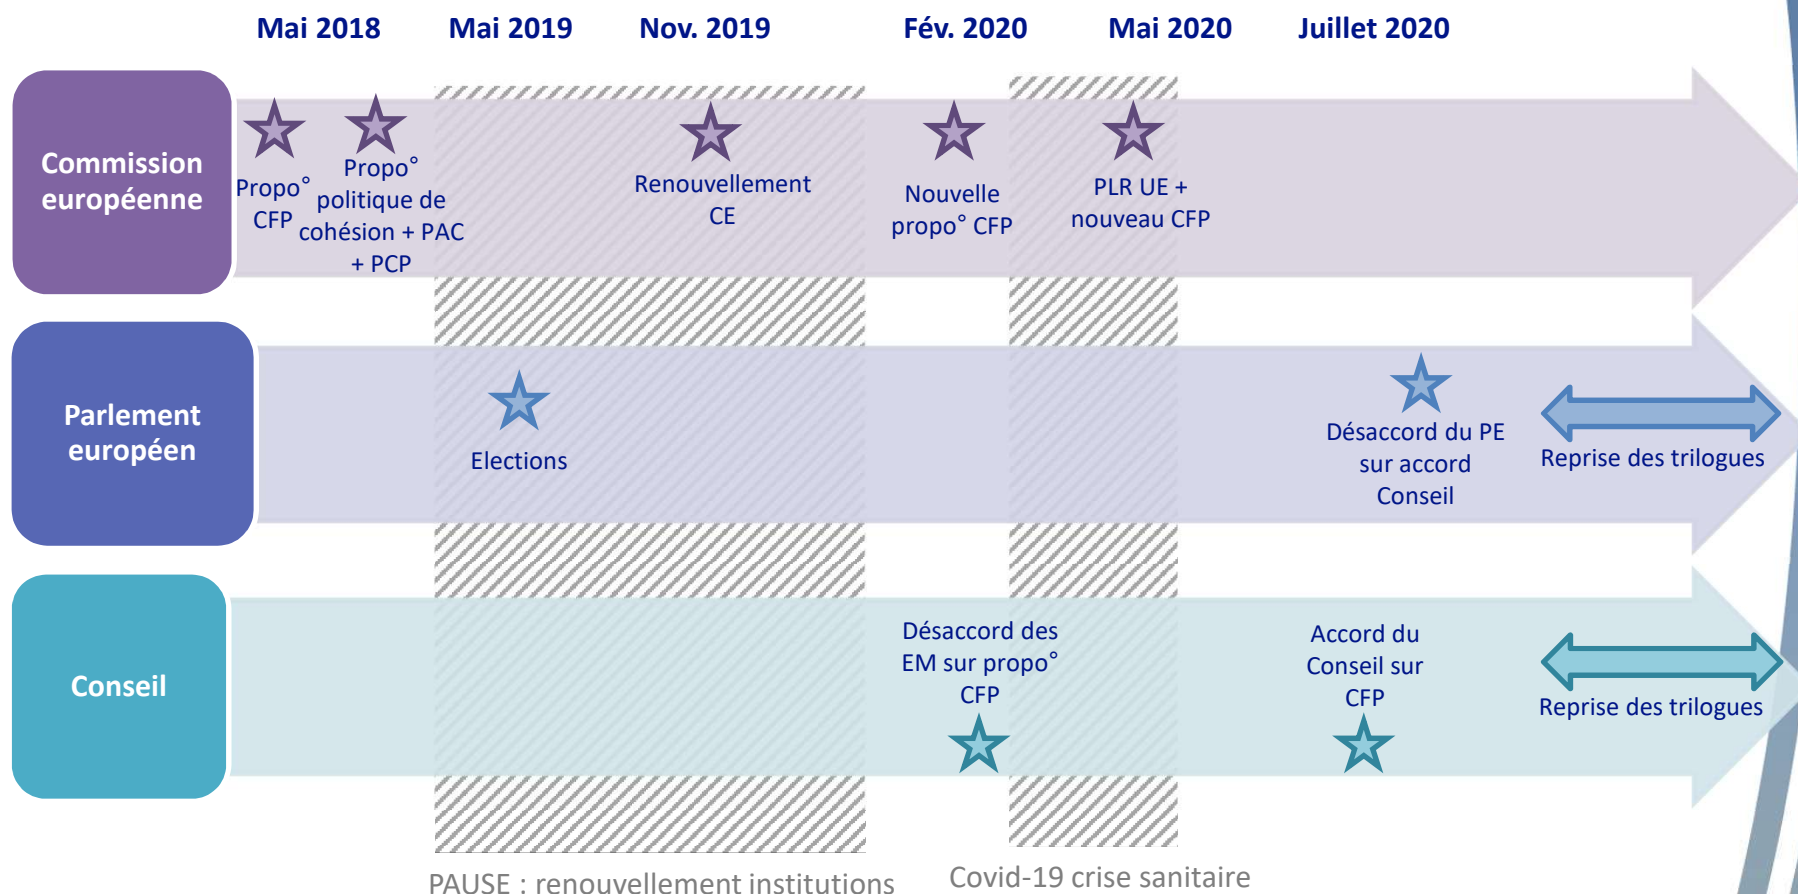 Mai 2018
Mai 2019
Nov. 2019
Fév. 2020
Mai 2020
Juillet 2020
Commission
européenne
Propo°
CFP
Propo°
politique de
cohésion + PAC
+ PCP
Renouvellement
CE
Nouvelle
propo° CFP
PLR UE +
nouveau CFP
Parlement
européen
Elections
Désaccord du PE
sur accord
Conseil
Reprise des trilogues
Conseil
Désaccord des
EM sur propo°
CFP
Accord du
Conseil sur
CFP
Reprise des trilogues
PAUSE : renouvellement institutions
Covid-19 crise sanitaire